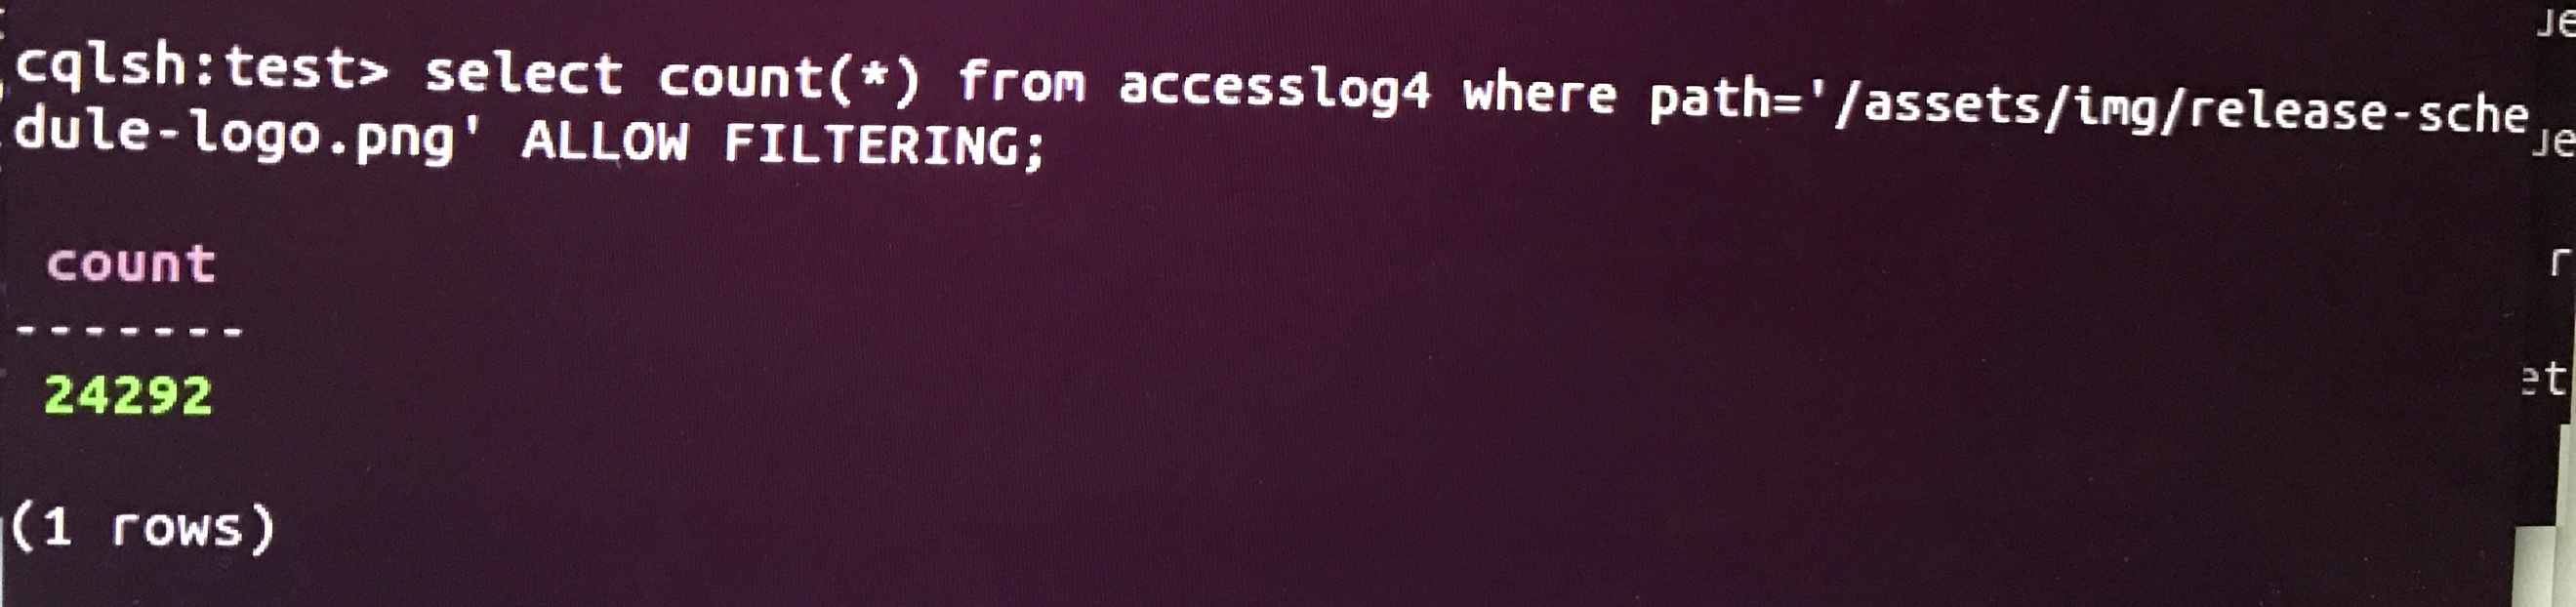 cqlsh:test> select count(*) from accesslog4 where path='/assets/img/release-sche
dule-logo.png' ALLOW FILTERING;
count
-------
24292
(1 rows)